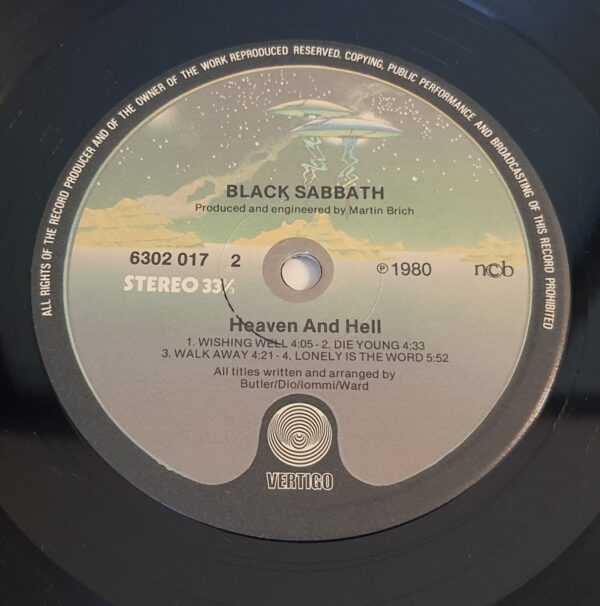 ALL RIGHTS OF THE RECORD PRODUCER AND OF THE OWNER OF THE WORK REPRODUCED RESERVED. COPYING, PUBLIC PERFORMANCE AND BROADCASTING OF THIS RECORD PROHIBITED
BLACK SABBATH
Produced and engineered by Martin Brich
6302 017 2
STEREO 33⅓
Ⓟ 1980
ncb
Heaven And Hell
1. WISHING WELL 4:05 - 2. DIE YOUNG 4:33
3. WALK AWAY 4:21 - 4. LONELY IS THE WORD 5:52
All titles written and arranged by
Butler/Dio/Iommi/Ward
VERTIGO